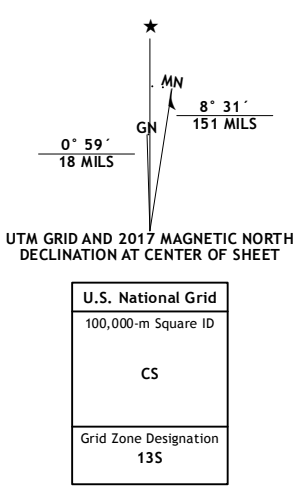 ★
MN
8° 31´
151 MILS
GN
0° 59´
18 MILS
UTM GRID AND 2017 MAGNETIC NORTH
DECLINATION AT CENTER OF SHEET
U.S. National Grid
100,000-m Square ID
CS
Grid Zone Designation
13S